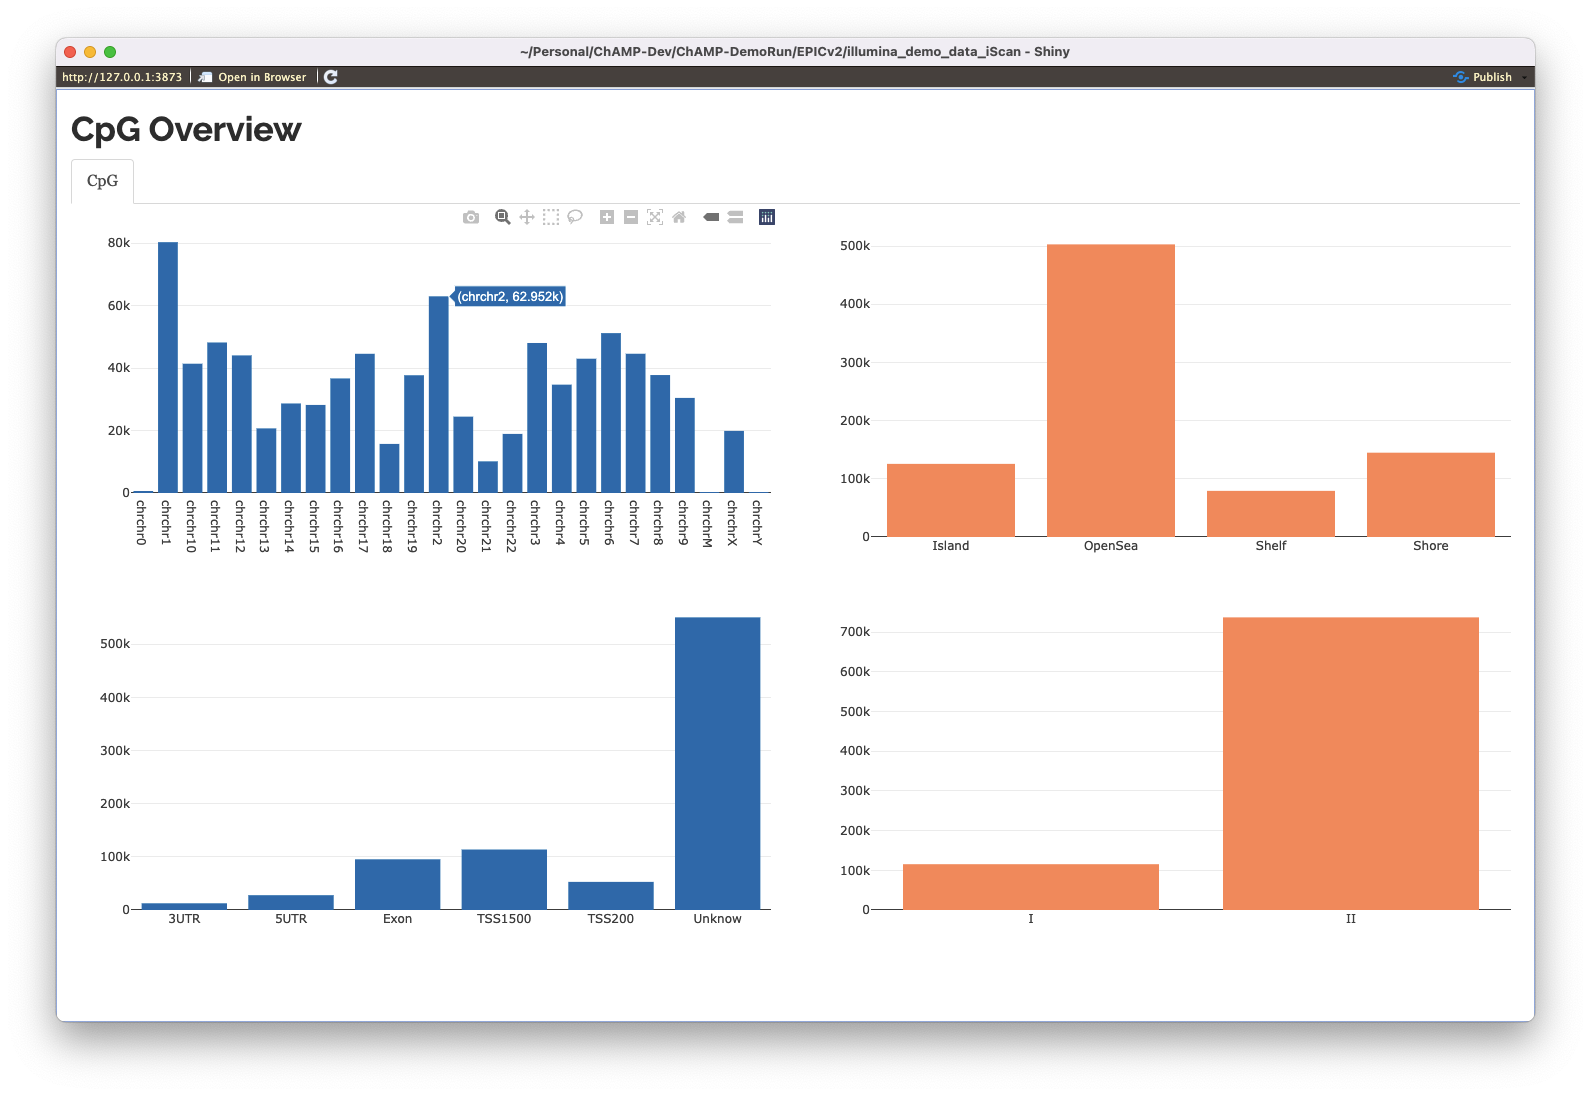 ~/Personal/ChAMP-Dev/ChAMP-DemoRun/EPICv2/illumina_demo_data_iScan - Shiny
http://127.0.0.1:3873 Open in Browser Publish
CpG Overview
CpG
80k
60k
40k
20k
0
(chrchr2, 62.952k)
chrchr0 chrchr1 chrchr10 chrchr11 chrchr12 chrchr13 chrchr14 chrchr15 chrchr16 chrchr17 chrchr18 chrchr19 chrchr2 chrchr20 chrchr21 chrchr22 chrchr3 chrchr4 chrchr5 chrchr6 chrchr7 chrchr8 chrchr9 chrchrM chrchrX chrchrY
500k
400k
300k
200k
100k
0
Island OpenSea Shelf Shore
500k
400k
300k
200k
100k
0
3UTR 5UTR Exon TSS1500 TSS200 Unknow
700k
600k
500k
400k
300k
200k
100k
0
I II